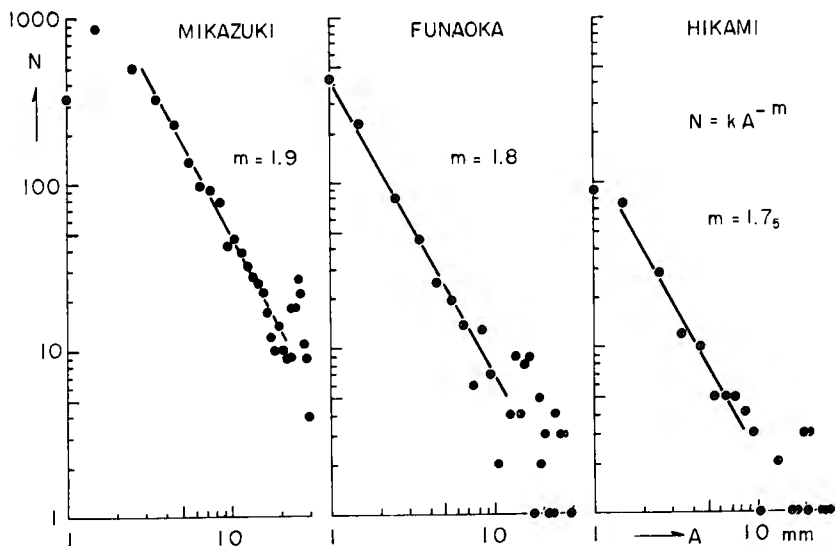 1000
N
100
10
1
MIKAZUKI
m = 1.9
1
10
FUNAOKA
m = 1.8
1
10
HIKAMI
N = kA⁻ᵐ
m = 1.7₅
1
A
10 mm